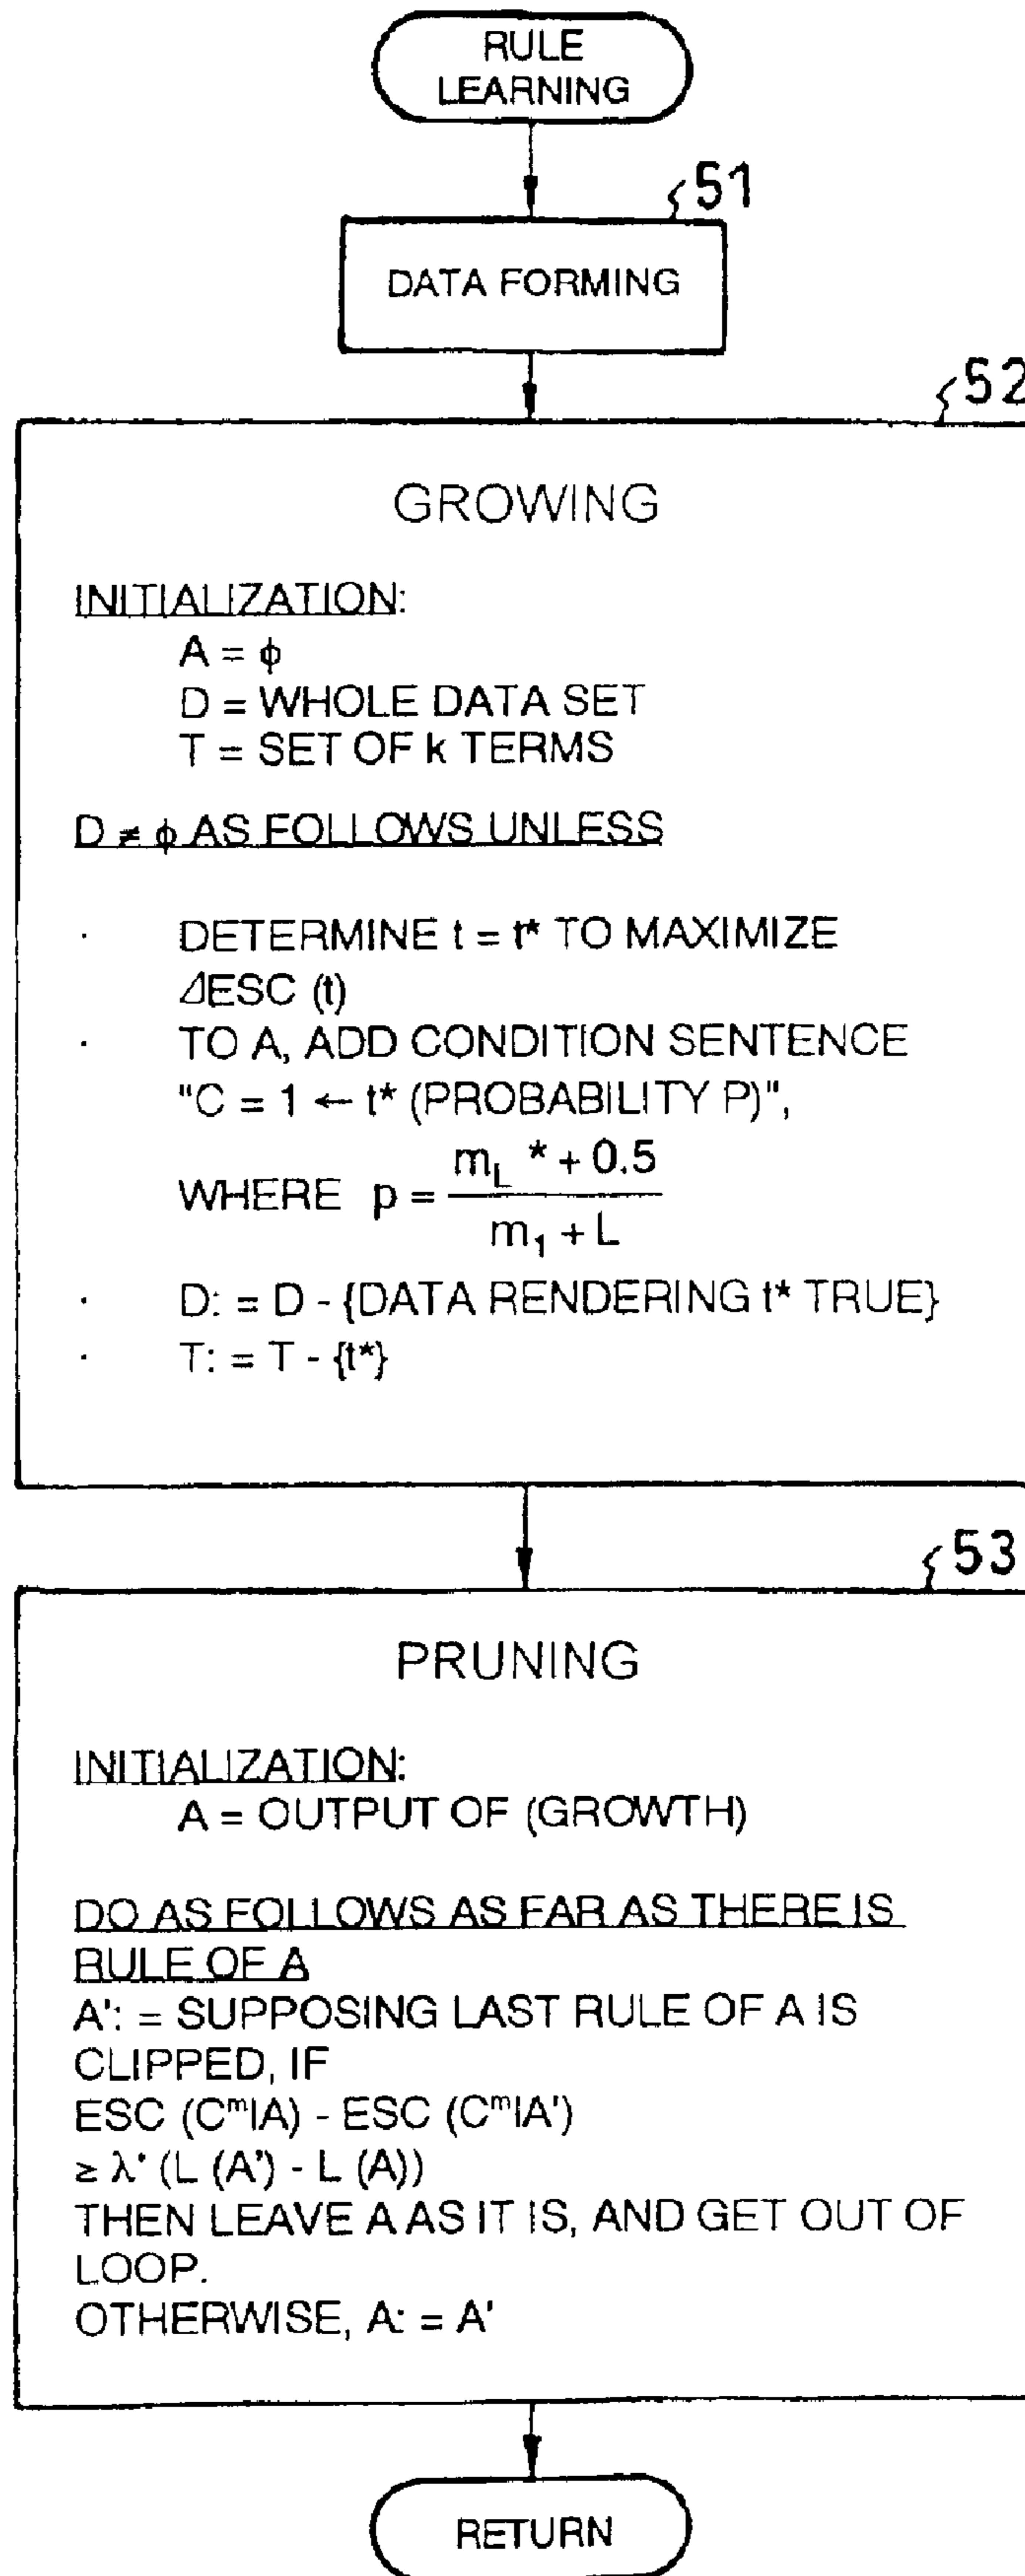 RULE
LEARNING
51
DATA FORMING
52
GROWING
INITIALIZATION:
A = ϕ
D = WHOLE DATA SET
T = SET OF k TERMS
D ≠ ϕ AS FOLLOWS UNLESS
· DETERMINE t = t* TO MAXIMIZE
ΔESC (t)
· TO A, ADD CONDITION SENTENCE
"C = 1 ← t* (PROBABILITY P)",
WHERE p = (m_L * + 0.5) / (m₁ + L)
· D: = D - {DATA RENDERING t* TRUE}
· T: = T - {t*}
53
PRUNING
INITIALIZATION:
A = OUTPUT OF (GROWTH)
DO AS FOLLOWS AS FAR AS THERE IS
RULE OF A
A': = SUPPOSING LAST RULE OF A IS
CLIPPED, IF
ESC (Cᵐ|A) - ESC (Cᵐ|A')
≥ λ' (L (A') - L (A))
THEN LEAVE A AS IT IS, AND GET OUT OF
LOOP.
OTHERWISE, A: = A'
RETURN